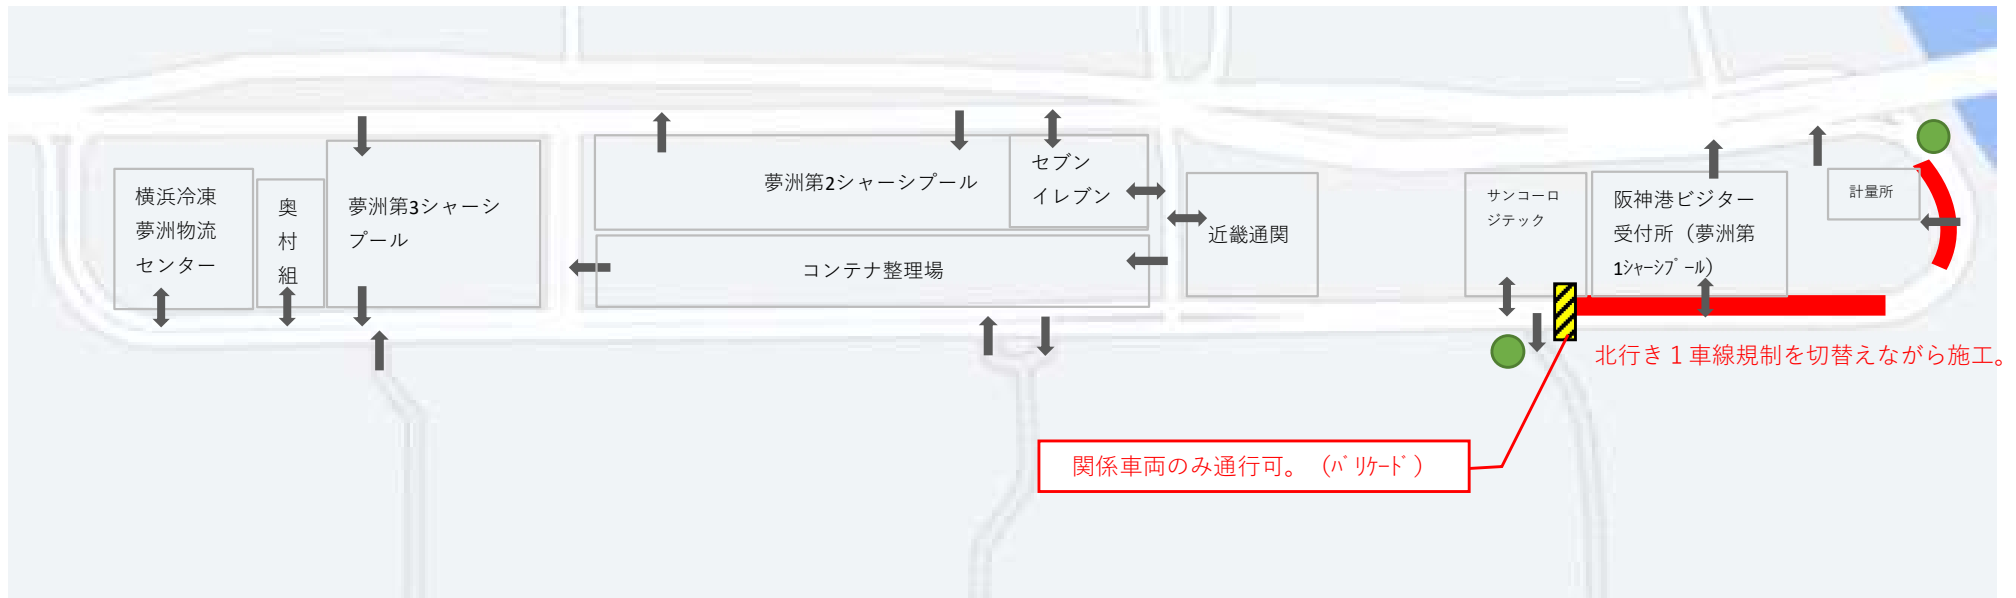 横浜冷凍
夢洲物流
センター
奥
村
組
夢洲第3シャーシ
プール
夢洲第2シャーシプール
セブン
イレブン
コンテナ整理場
近畿通関
サンコーロ
ジテック
阪神港ビジター
受付所（夢洲第
1ｼｬｰｼﾌﾟｰﾙ）
計量所
北行き１車線規制を切替えながら施工。
関係車両のみ通行可。（ﾊﾞﾘｹｰﾄﾞ）